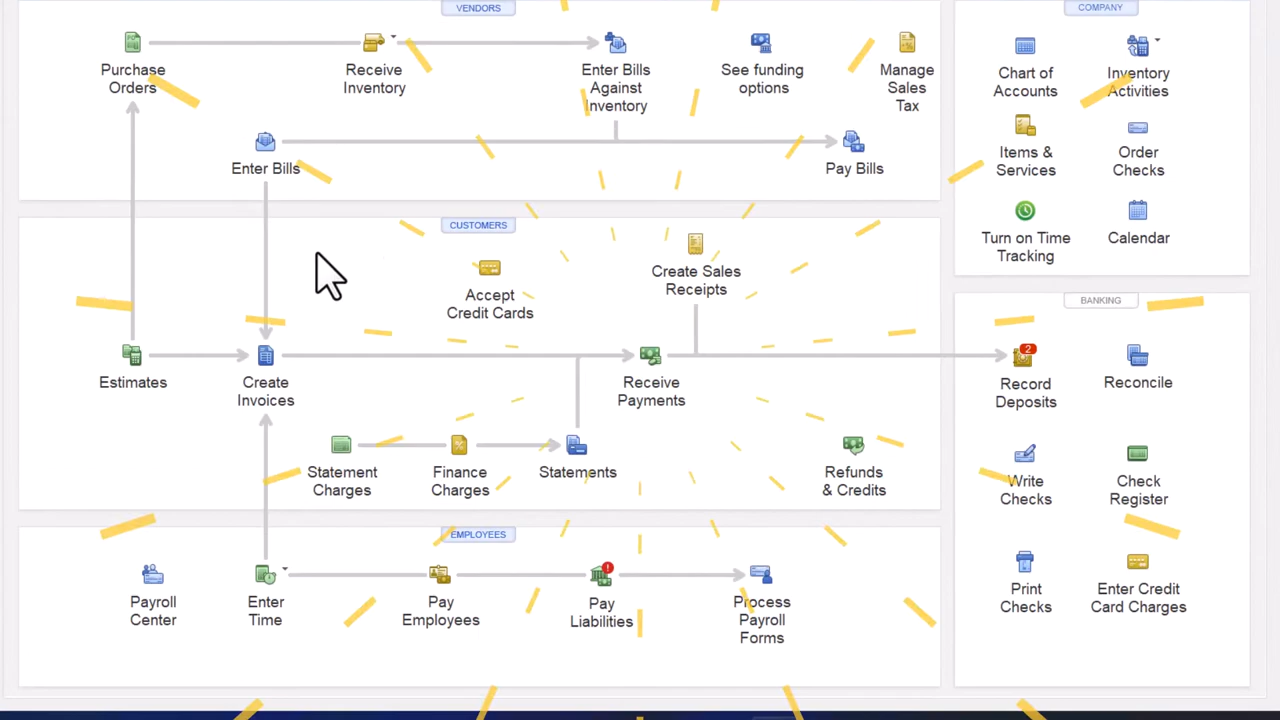 VENDORS
Purchase
Orders
Receive
Inventory
Enter Bills
Against
Inventory
See funding
options
Manage
Sales
Tax
Enter Bills
Pay Bills
CUSTOMERS
Accept
Credit Cards
Create Sales
Receipts
Estimates
Create
Invoices
Receive
Payments
Statement
Charges
Finance
Charges
Statements
Refunds
& Credits
EMPLOYEES
Payroll
Center
Enter
Time
Pay
Employees
Pay
Liabilities
Process
Payroll
Forms
COMPANY
Chart of
Accounts
Inventory
Activities
Items &
Services
Order
Checks
Turn on Time
Tracking
Calendar
BANKING
2
Record
Deposits
Reconcile
Write
Checks
Check
Register
Print
Checks
Enter Credit
Card Charges